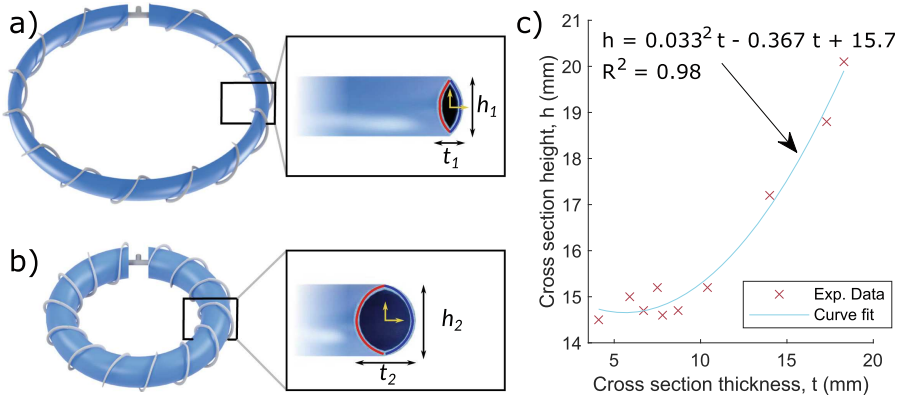 a)
h₁
t₁
b)
h₂
t₂
c)
h = 0.033² t - 0.367 t + 15.7
R² = 0.98
21
20
19
18
17
16
15
14
Cross section height, h (mm)
Exp. Data
Curve fit
5 10 15 20
Cross section thickness, t (mm)